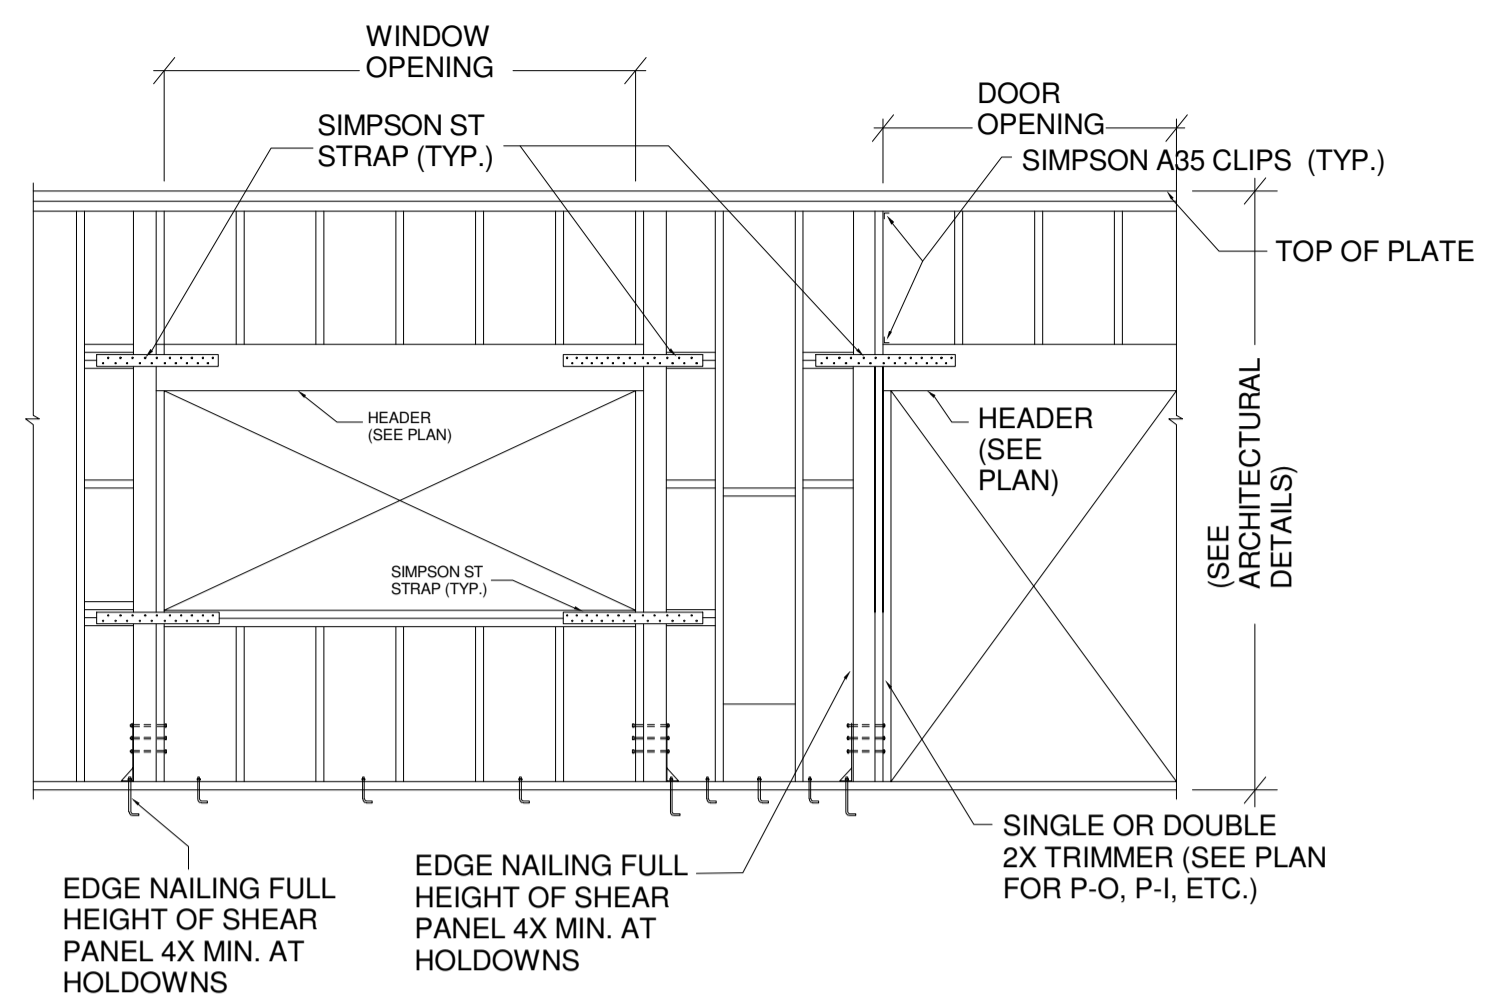 WINDOW
OPENING
DOOR
OPENING
SIMPSON ST
STRAP (TYP.)
SIMPSON A35 CLIPS (TYP.)
TOP OF PLATE
HEADER
(SEE PLAN)
HEADER
(SEE
PLAN)
(SEE
ARCHITECTURAL
DETAILS)
SIMPSON ST
STRAP (TYP.)
SINGLE OR DOUBLE
2X TRIMMER (SEE PLAN
FOR P-O, P-I, ETC.)
EDGE NAILING FULL
HEIGHT OF SHEAR
PANEL 4X MIN. AT
HOLDOWNS
EDGE NAILING FULL
HEIGHT OF SHEAR
PANEL 4X MIN. AT
HOLDOWNS